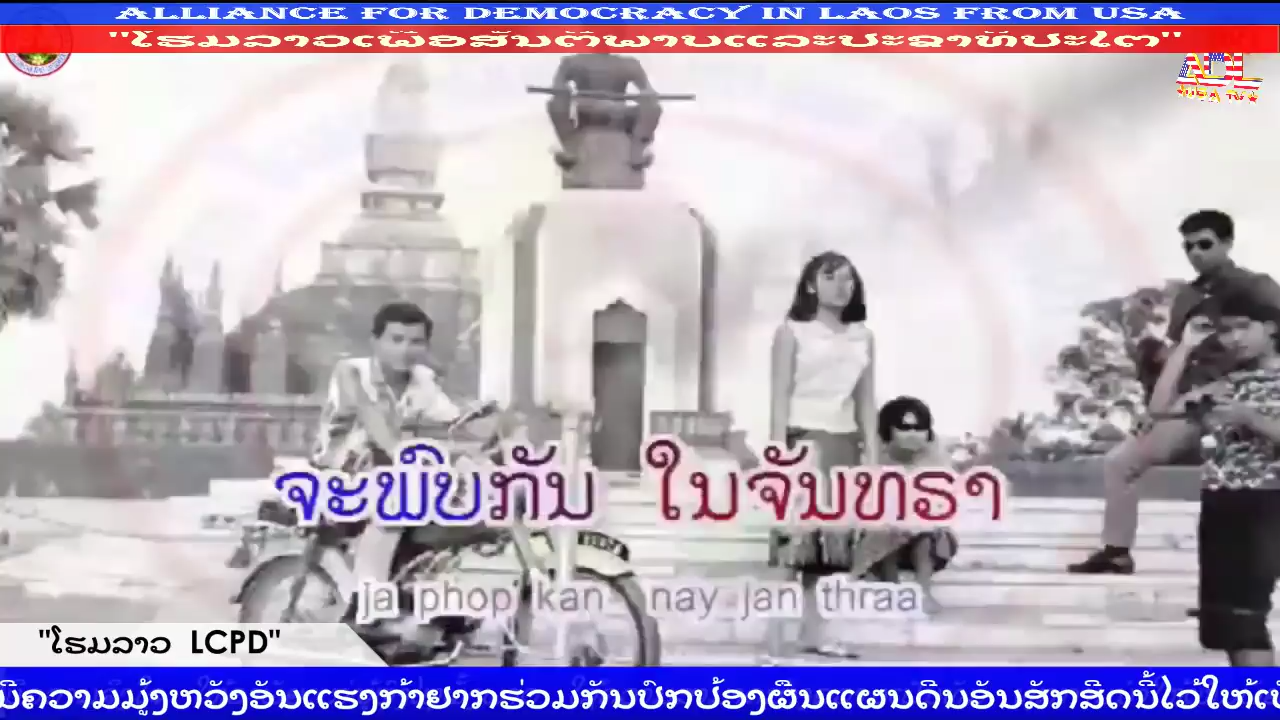 ALLIANCE FOR DEMOCRACY IN LAOS FROM USA
"ໂຮມລາວເພື່ອສັນຕິພາບແລະປະຊາທິປະໄຕ"
ADL
ຈະພົບກັນ ໃນຈັນທຣາ
ja phop kan nay jan thraa
"ໂຮມລາວ LCPD"
ມີຄວາມມຸ້ງຫວັງອັນແຮງກ້າຢາກຮ່ວມກັນປົກປ້ອງຜືນແຜນດິນອັນສັກສິດນີ້ໄວ້ໃຫ້